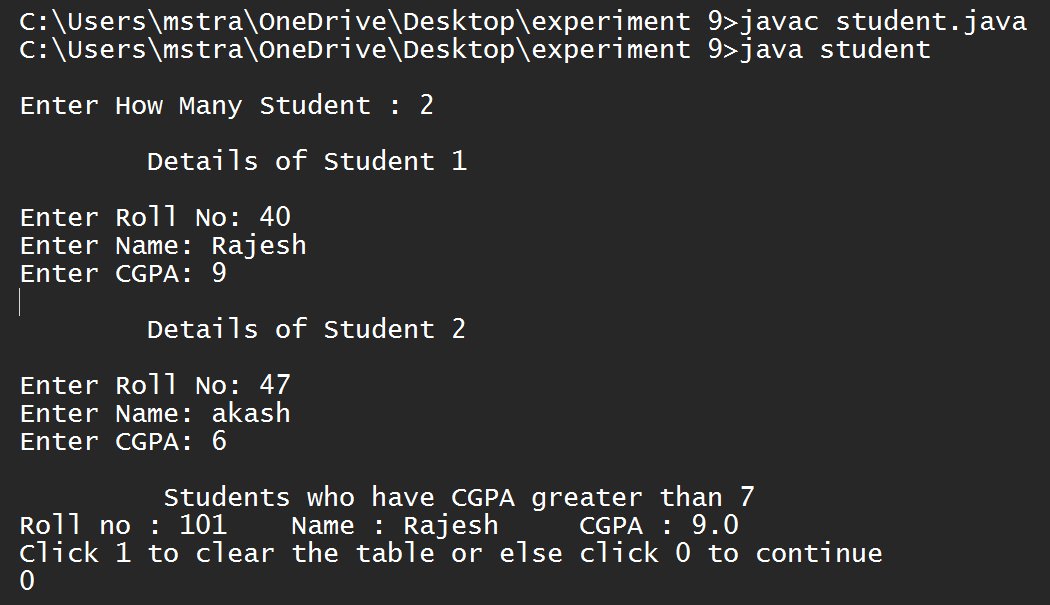 C:\Users\mstra\OneDrive\Desktop\experiment 9>javac student.java
C:\Users\mstra\OneDrive\Desktop\experiment 9>java student
Enter How Many Student : 2
Details of Student 1
Enter Roll No: 40
Enter Name: Rajesh
Enter CGPA: 9
Details of Student 2
Enter Roll No: 47
Enter Name: akash
Enter CGPA: 6
Students who have CGPA greater than 7
Roll no : 101    Name : Rajesh     CGPA : 9.0
Click 1 to clear the table or else click 0 to continue
0